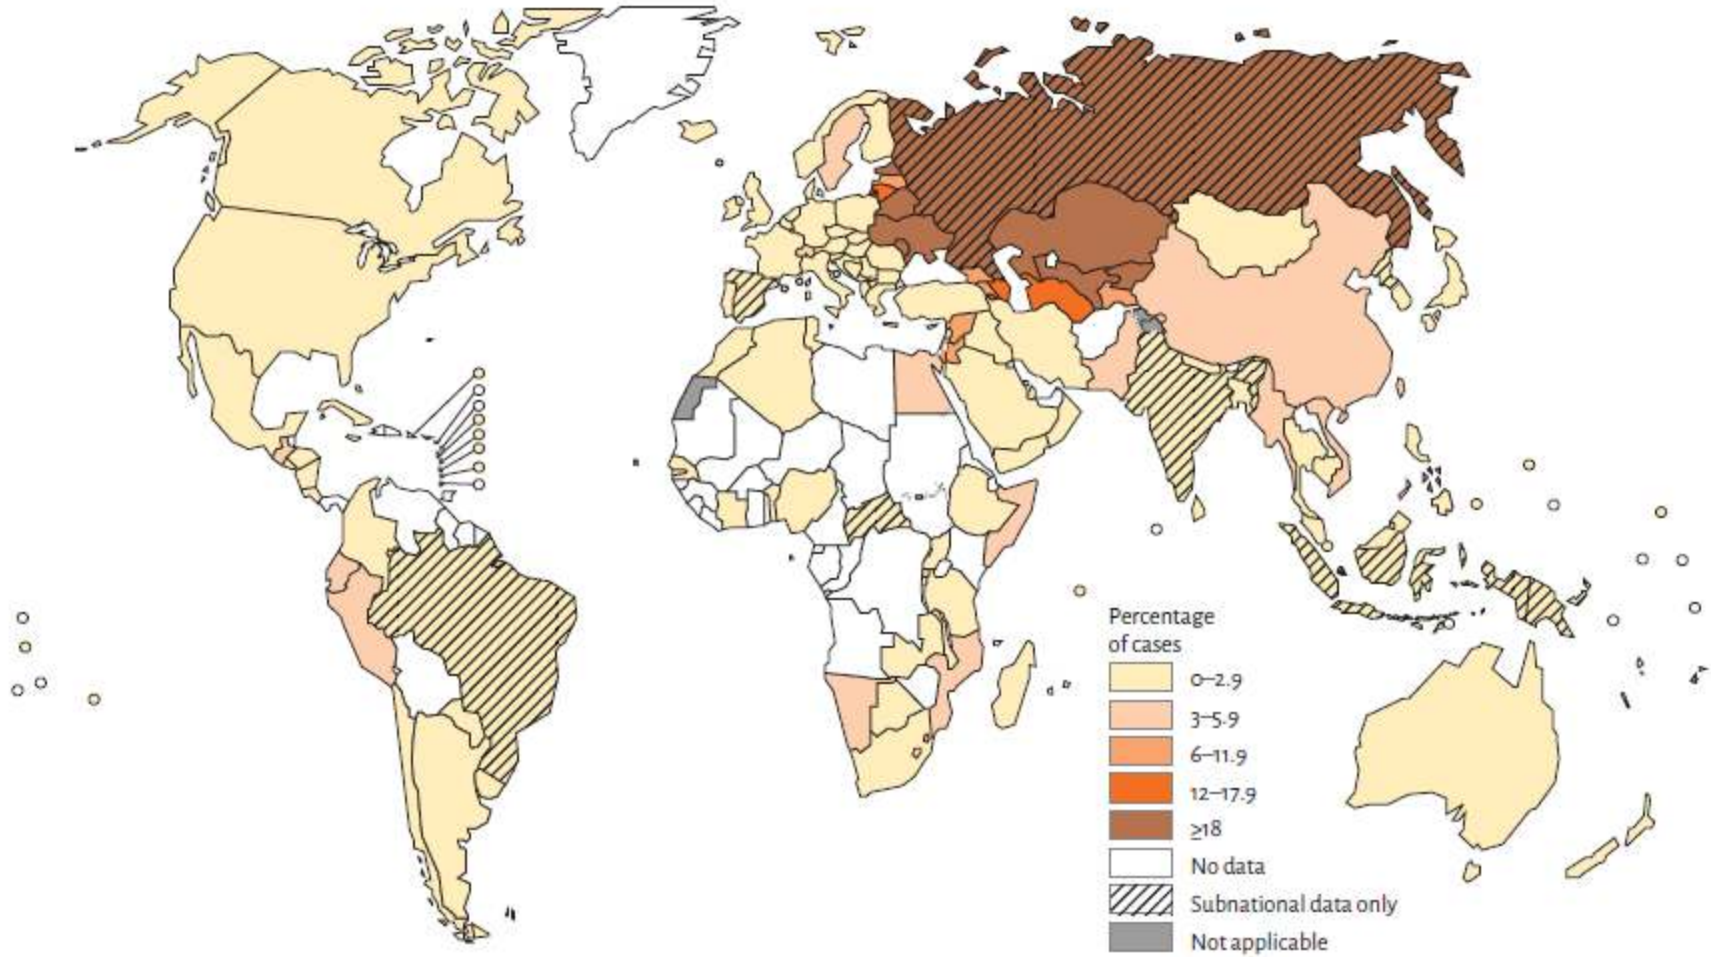 Percentage
of cases
0–2.9
3–5.9
6–11.9
12–17.9
≥18
No data
Subnational data only
Not applicable